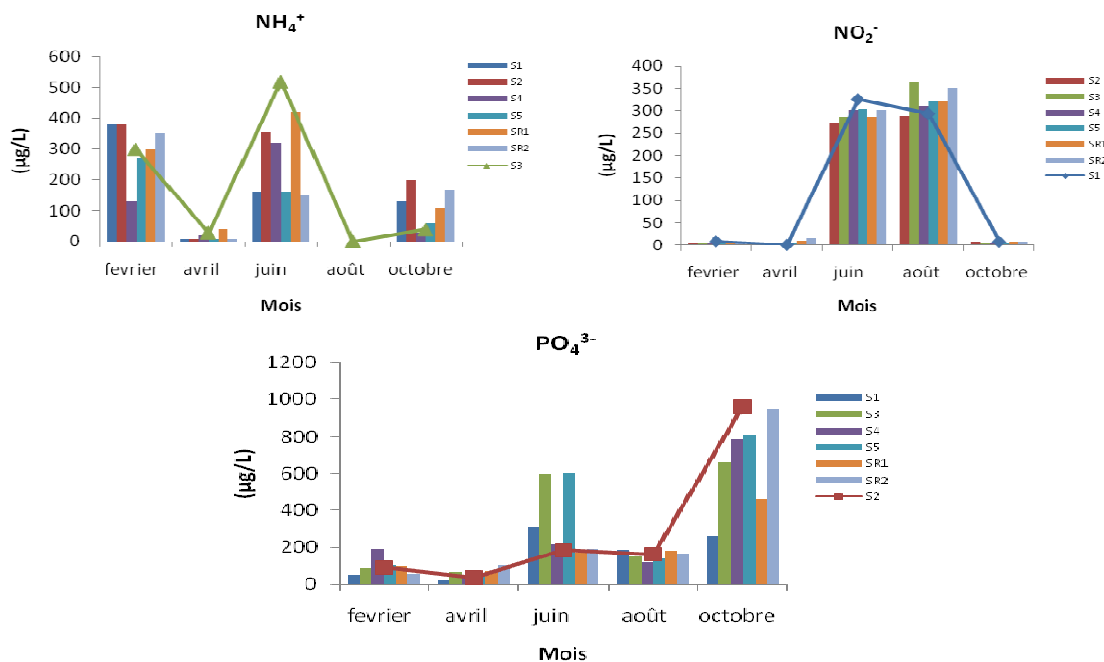 NH₄⁺
600
500
400
300
200
100
0
(µg/L)
fevrier avril juin août octobre
Mois
S1
S2
S4
S5
SR1
SR2
S3
NO₂⁻
400
350
300
250
200
150
100
50
0
(µg/L)
fevrier avril juin août octobre
Mois
S2
S3
S4
S5
SR1
SR2
S1
PO₄³⁻
1200
1000
800
600
400
200
0
(µg/L)
fevrier avril juin août octobre
Mois
S1
S3
S4
S5
SR1
SR2
S2